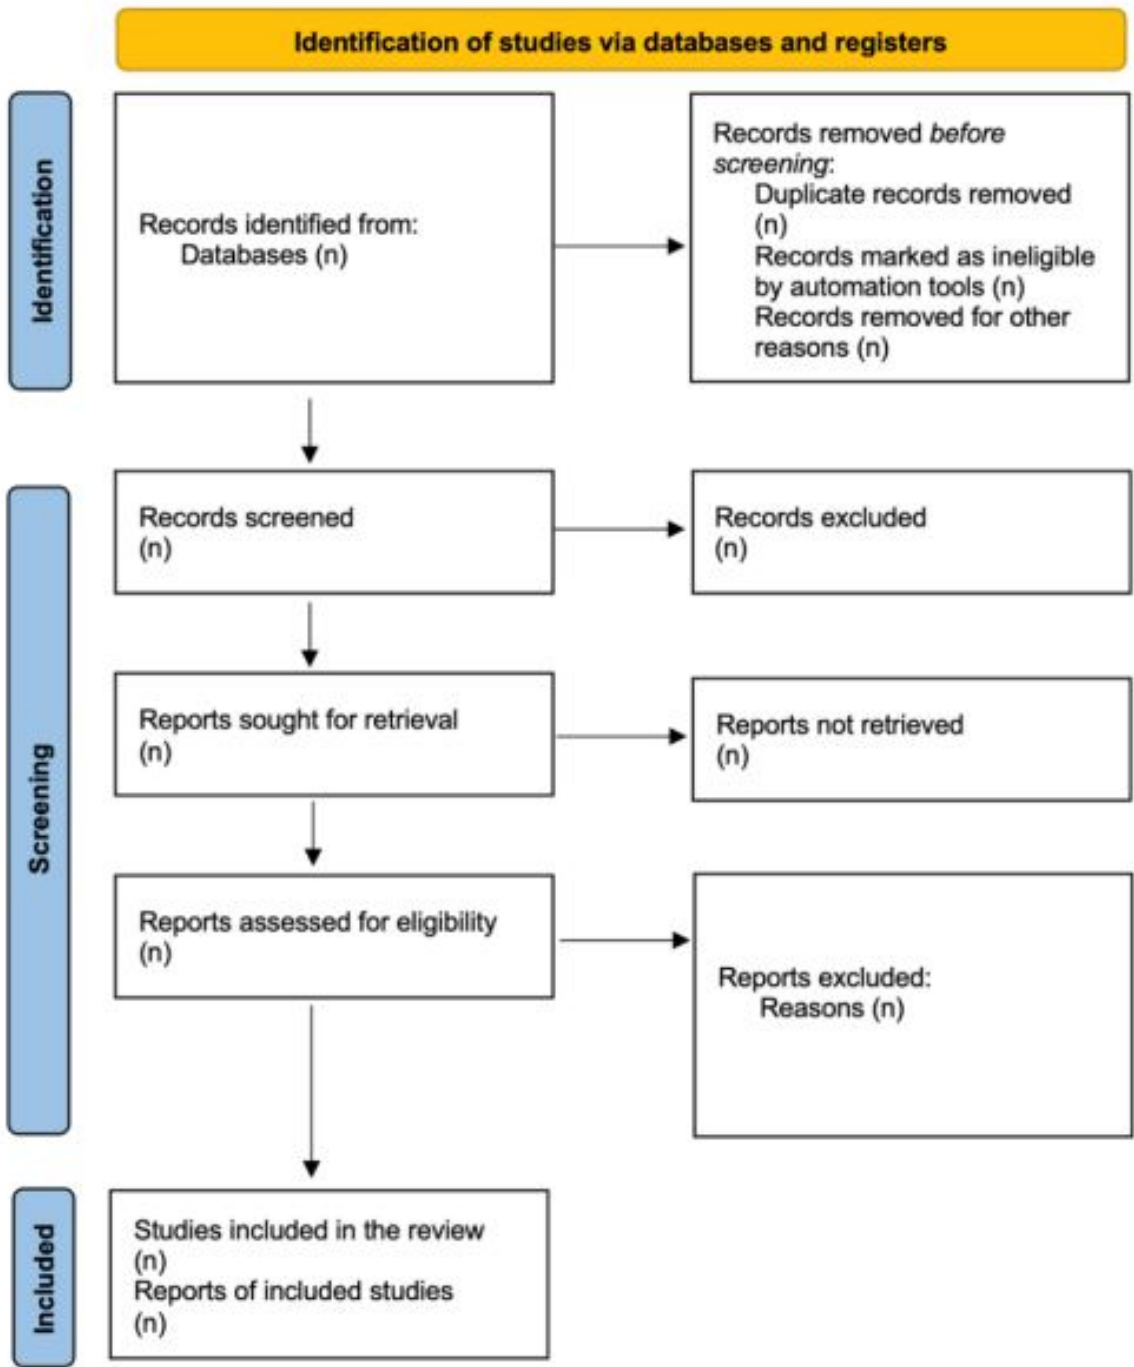 Identification of studies via databases and registers
Identification
Records identified from:
Databases (n)
Records removed before
screening:
Duplicate records removed
(n)
Records marked as ineligible
by automation tools (n)
Records removed for other
reasons (n)
Screening
Records screened
(n)
Records excluded
(n)
Reports sought for retrieval
(n)
Reports not retrieved
(n)
Reports assessed for eligibility
(n)
Reports excluded:
Reasons (n)
Included
Studies included in the review
(n)
Reports of included studies
(n)